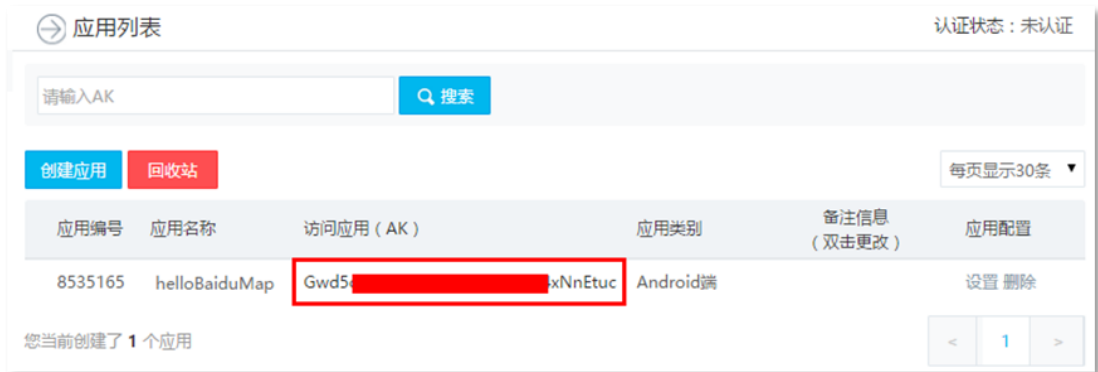 应用列表 认证状态：未认证
请输入AK 搜索
创建应用 回收站 每页显示30条
应用编号 应用名称 访问应用（AK） 应用类别 备注信息（双击更改） 应用配置
8535165 helloBaiduMap Gwd5 xNnEtuc Android端 设置 删除
您当前创建了 1 个应用 < 1 >